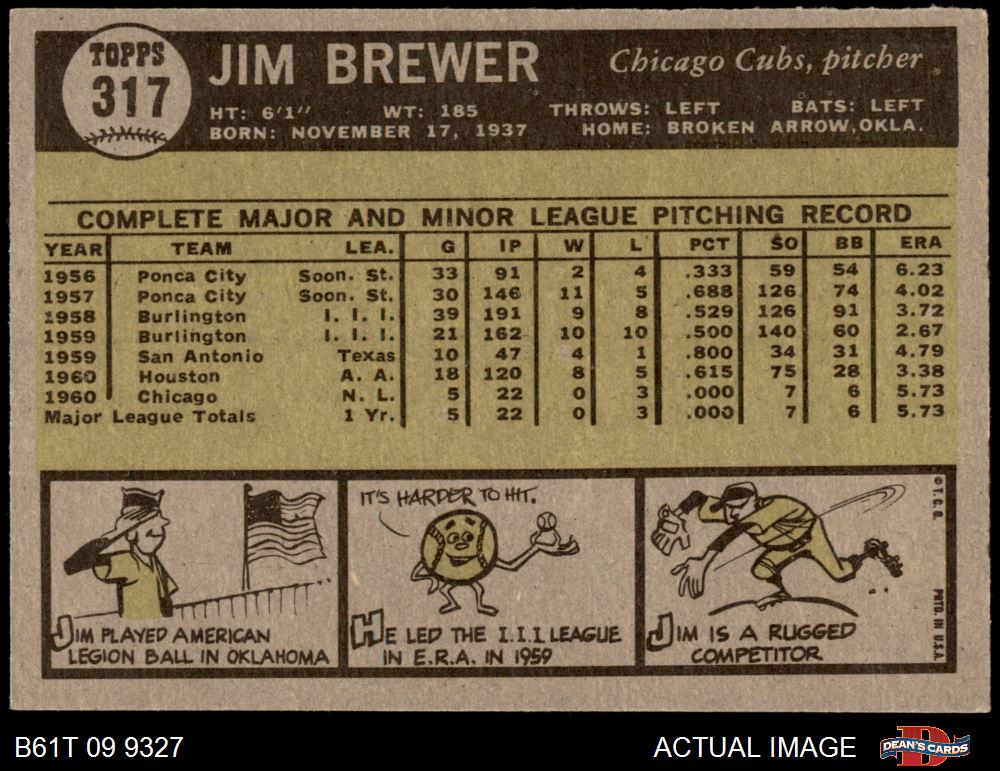 TOPPS
317
JIM BREWER
Chicago Cubs, pitcher
HT: 6'1" WT: 185 THROWS: LEFT BATS: LEFT
BORN: NOVEMBER 17, 1937 HOME: BROKEN ARROW, OKLA.
COMPLETE MAJOR AND MINOR LEAGUE PITCHING RECORD
YEAR TEAM LEA. G IP W L PCT SO BB ERA
1956 Ponca City Soon. St. 33 91 2 4 .333 59 54 6.23
1957 Ponca City Soon. St. 30 146 11 5 .688 126 74 4.02
1958 Burlington I. I. I. 39 191 9 8 .529 126 91 3.72
1959 Burlington I. I. I. 21 162 10 10 .500 140 60 2.67
1959 San Antonio Texas 10 47 4 1 .800 34 31 4.79
1960 Houston A. A. 18 120 8 5 .615 75 28 3.38
1960 Chicago N. L. 5 22 0 3 .000 7 6 5.73
Major League Totals 1 Yr. 5 22 0 3 .000 7 6 5.73
JIM PLAYED AMERICAN
LEGION BALL IN OKLAHOMA
IT'S HARDER TO HIT.
HE LED THE I.I.I LEAGUE
IN E.R.A. IN 1959
JIM IS A RUGGED
COMPETITOR
© T. C. G.
PRTD. IN U.S.A.
B61T 09 9327
ACTUAL IMAGE
DEAN'S CARDS